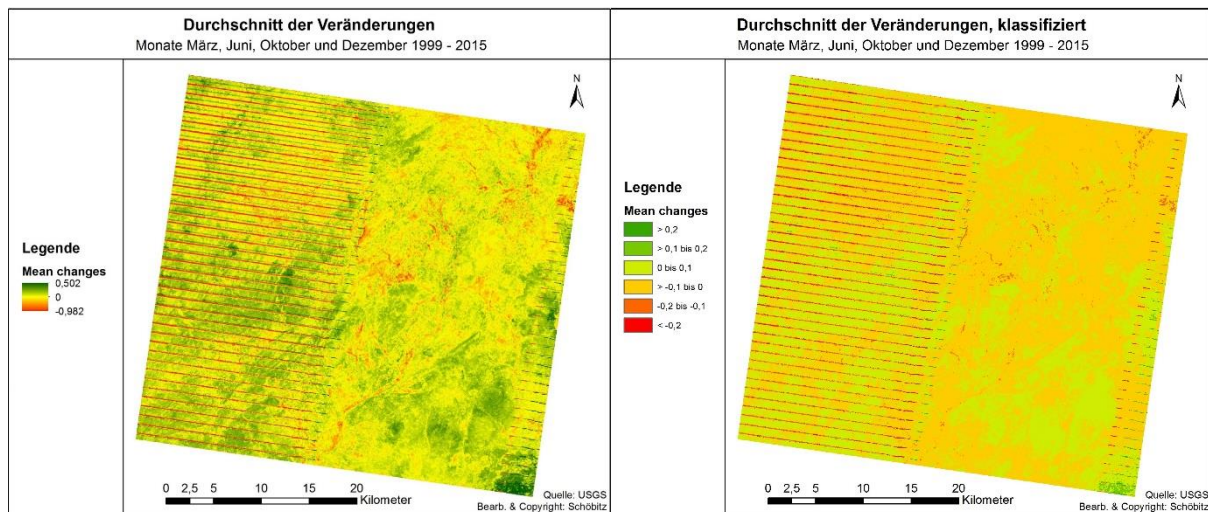 Durchschnitt der Veränderungen
Monate März, Juni, Oktober und Dezember 1999 - 2015
N
Legende
Mean changes
0,502
0
-0,982
0 2,5 5 10 15 20
Kilometer
Quelle: USGS
Bearb. & Copyright: Schöbitz
Durchschnitt der Veränderungen, klassifiziert
Monate März, Juni, Oktober und Dezember 1999 - 2015
N
Legende
Mean changes
> 0,2
> 0,1 bis 0,2
0 bis 0,1
> -0,1 bis 0
-0,2 bis -0,1
< -0,2
0 2,5 5 10 15 20
Kilometer
Quelle: USGS
Bearb. & Copyright: Schöbitz